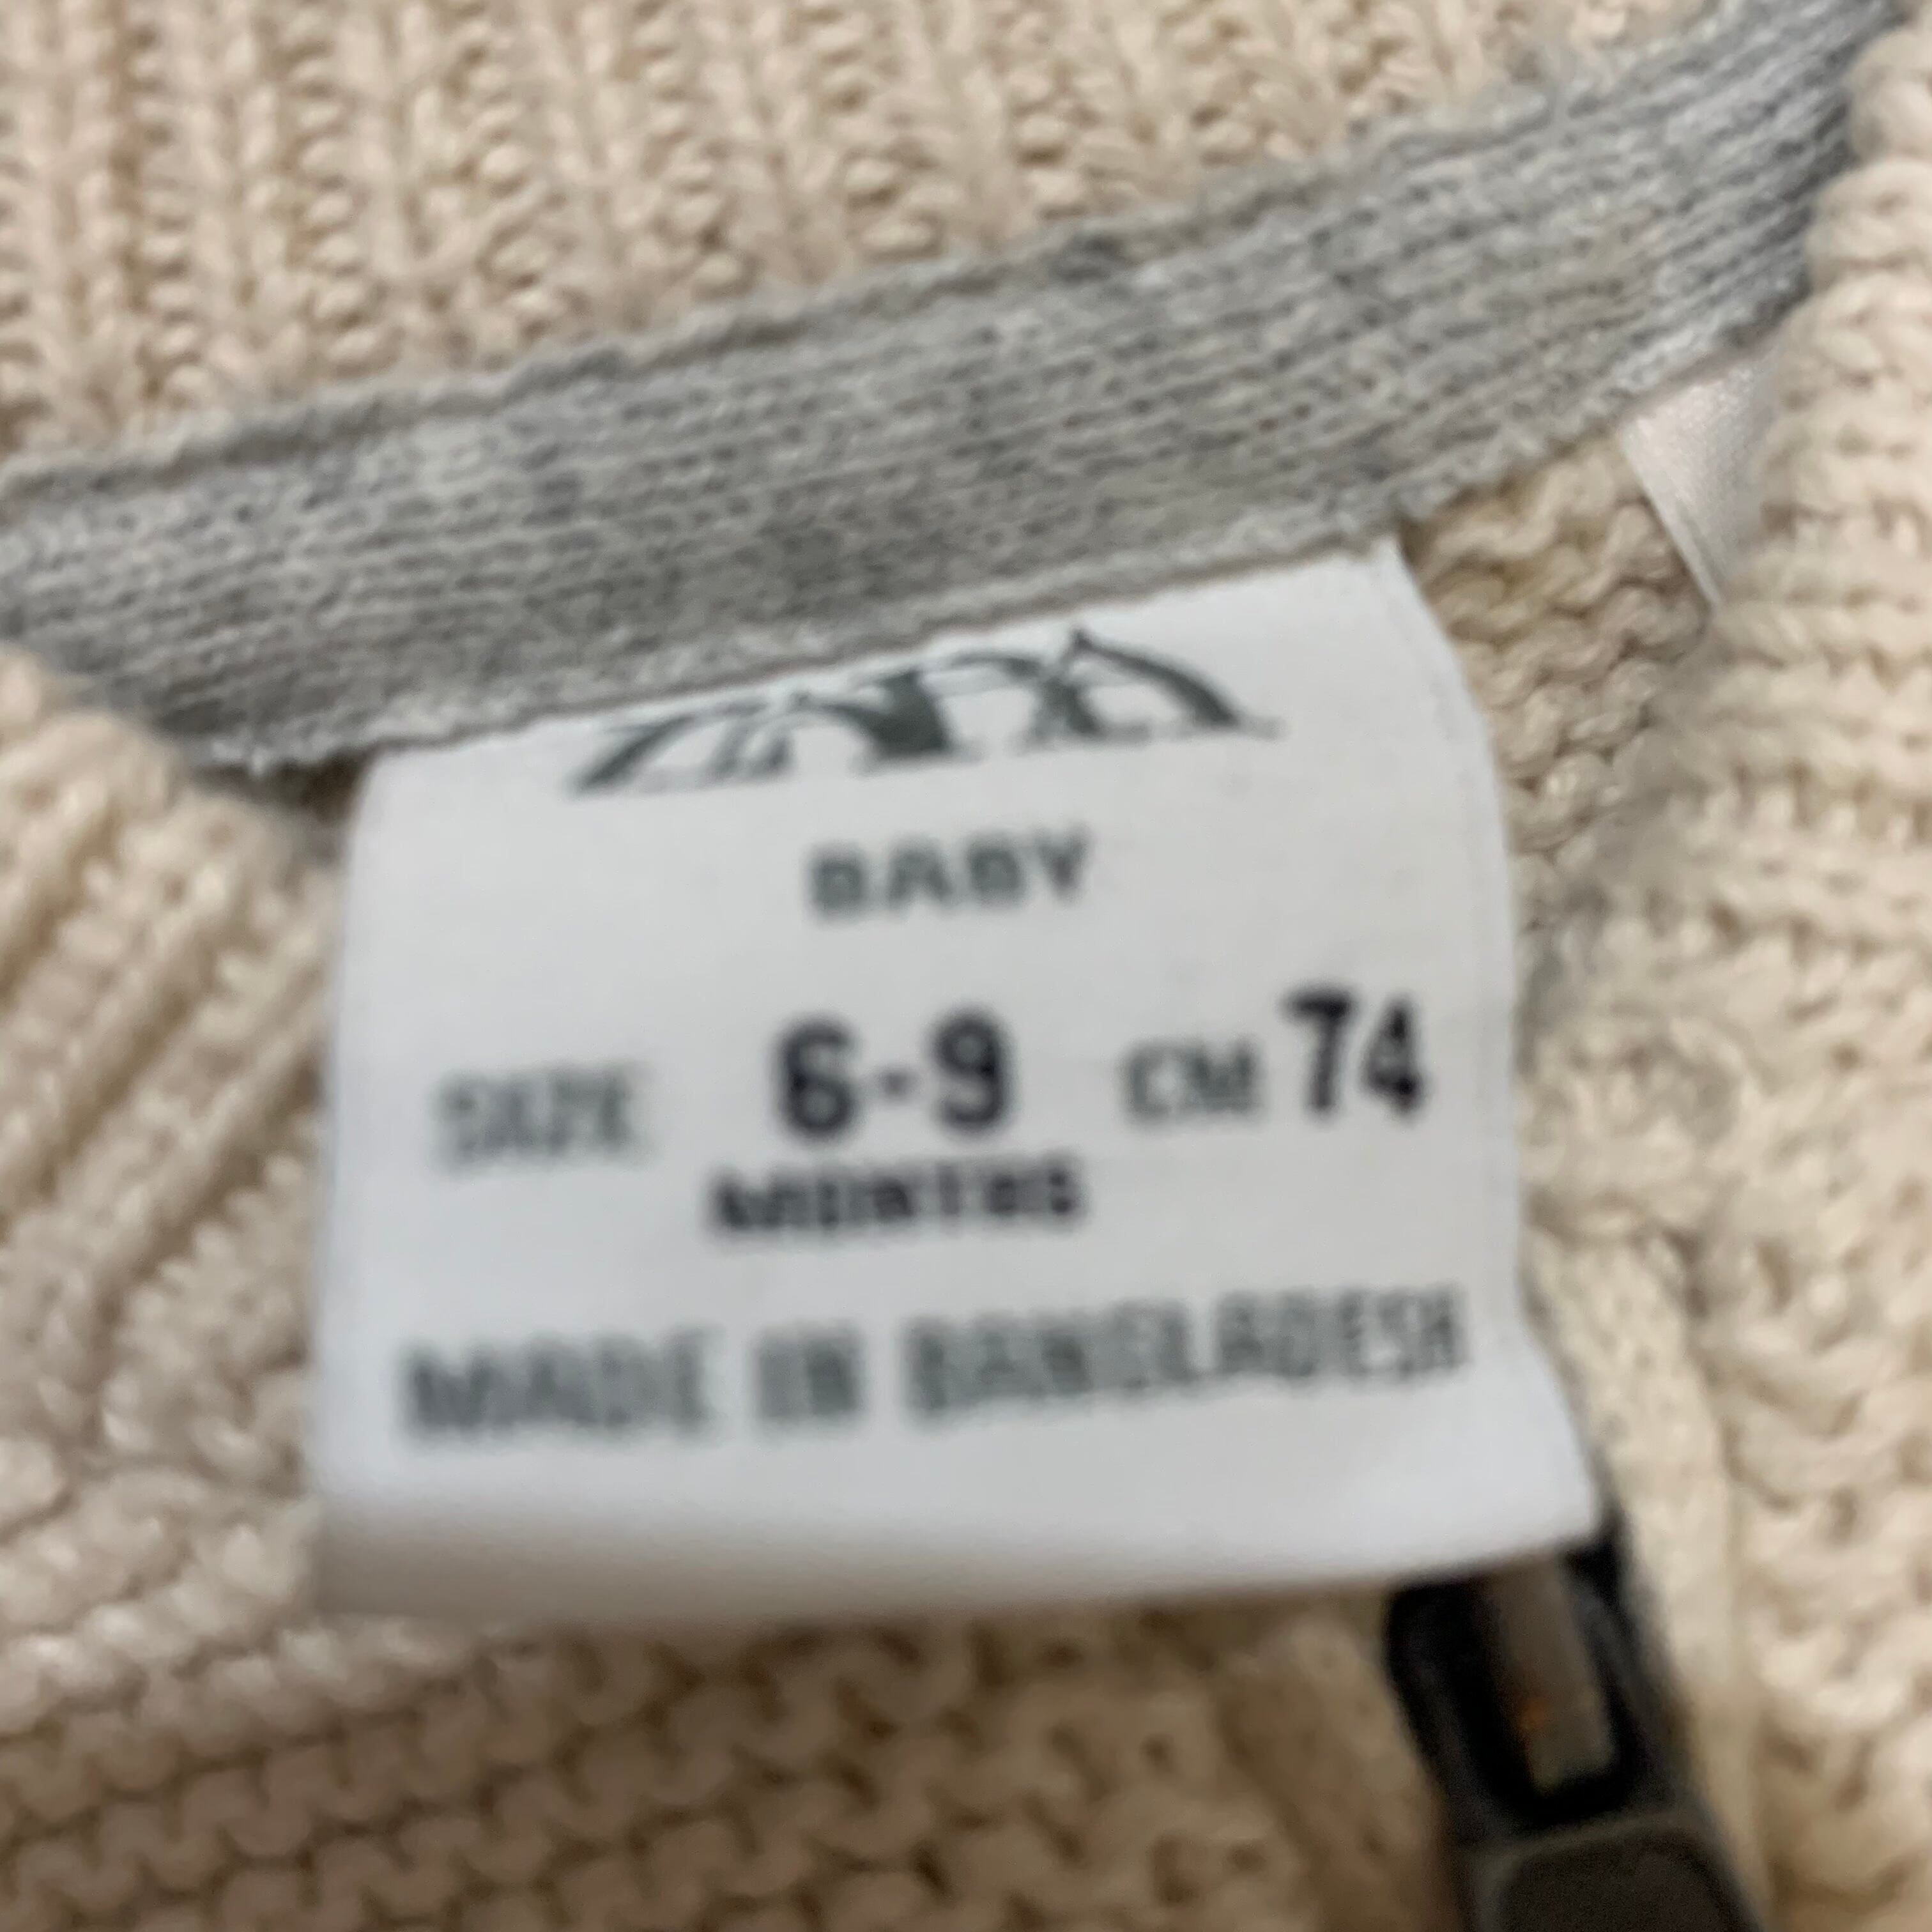 ZARA
BABY
SIZE 6-9 CM 74
MONTHS
MADE IN BANGLADESH